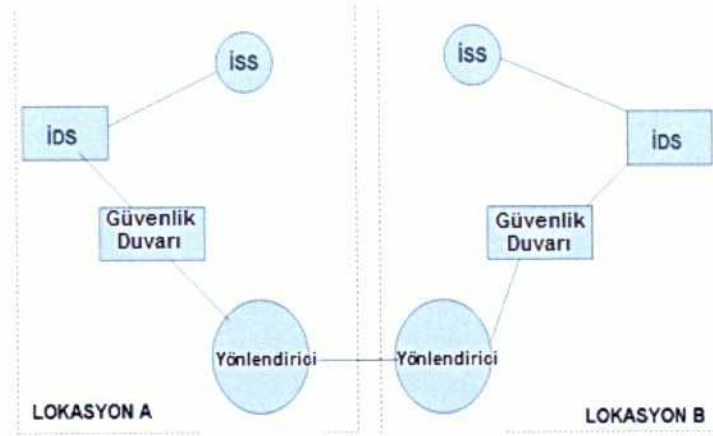 İSS
İDS
Güvenlik
Duvarı
Yönlendirici
LOKASYON A
İSS
İDS
Güvenlik
Duvarı
Yönlendirici
LOKASYON B